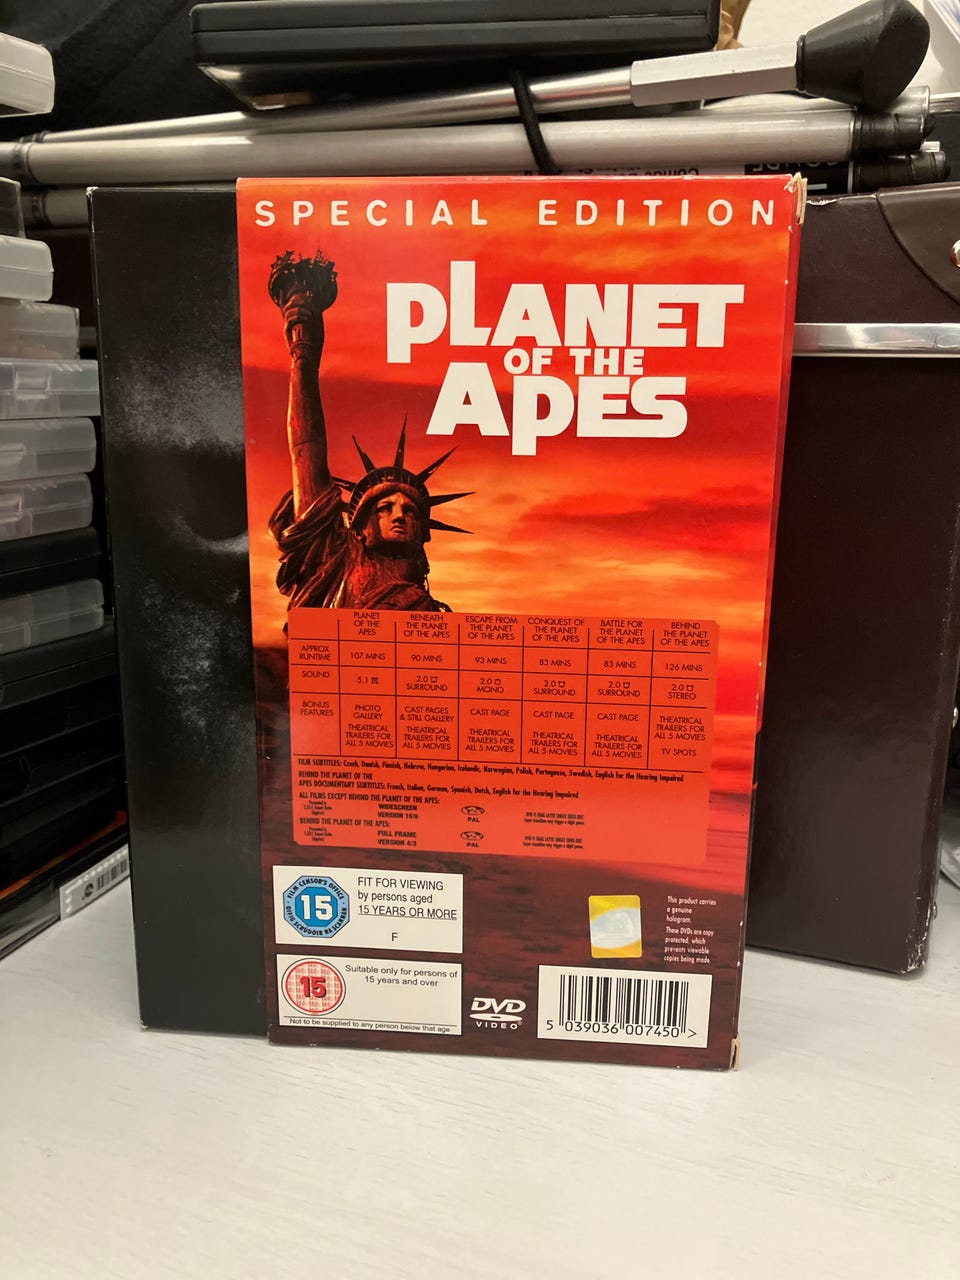 SPECIAL EDITION
PLANET
OF THE
APES
PLANET OF THE APES
BENEATH THE PLANET OF THE APES
ESCAPE FROM THE PLANET OF THE APES
CONQUEST OF THE PLANET OF THE APES
BATTLE FOR THE PLANET OF THE APES
BEHIND THE PLANET OF THE APES
APPROX RUNTIME
107 MINS
90 MINS
93 MINS
83 MINS
83 MINS
126 MINS
SOUND
5.1
2.0 SURROUND
2.0 MONO
2.0 SURROUND
2.0 SURROUND
2.0 STEREO
BONUS FEATURES
PHOTO GALLERY
THEATRICAL TRAILERS FOR ALL 5 MOVIES
CAST PAGES & STILL GALLERY
THEATRICAL TRAILERS FOR ALL 5 MOVIES
CAST PAGE
THEATRICAL TRAILERS FOR ALL 5 MOVIES
CAST PAGE
THEATRICAL TRAILERS FOR ALL 5 MOVIES
CAST PAGE
THEATRICAL TRAILERS FOR ALL 5 MOVIES
THEATRICAL TRAILERS FOR ALL 5 MOVIES
TV SPOTS
FILM SUBTITLES: Czech, Danish, Finnish, Hebrew, Hungarian, Icelandic, Norwegian, Polish, Portuguese, Swedish, English for the Hearing Impaired
BEHIND THE PLANET OF THE
APES DOCUMENTARY SUBTITLES: French, Italian, German, Spanish, Dutch, English for the Hearing Impaired
ALL FILMS EXCEPT BEHIND THE PLANET OF THE APES:
WIDESCREEN
VERSION 16/9
2
PAL
BEHIND THE PLANET OF THE APES:
FULL FRAME
VERSION 4/3
2
PAL
FILM CENSOR'S OFFICE
15
OIFIG SCRÚDÓIR NA SCANNÁN
FIT FOR VIEWING
by persons aged
15 YEARS OR MORE
F
15
Suitable only for persons of
15 years and over
Not to be supplied to any person below that age
DVD
VIDEO
This product carries
a genuine
hologram.
These DVDs are copy
protected, which
prevents viewable
copies being made.
5 039036 007450 >